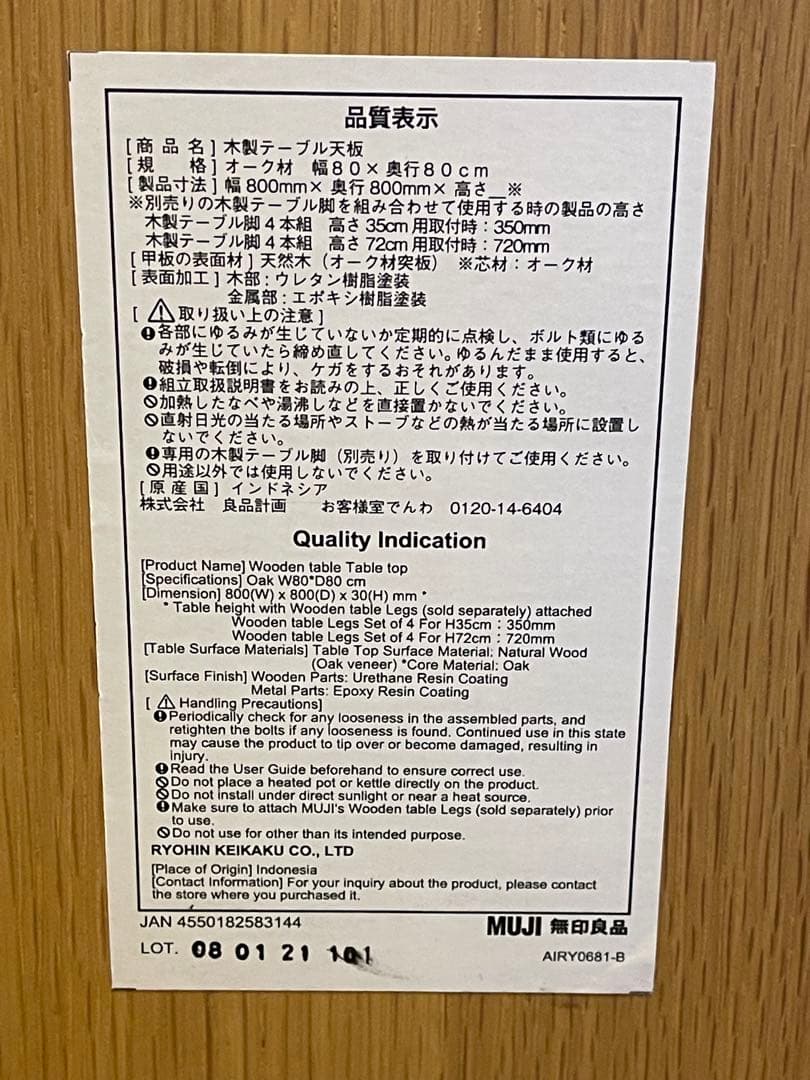 品質表示
[商品名] 木製テーブル天板
[規　格] オーク材　幅80×奥行80cm
[製品寸法] 幅800mm×奥行800mm×高さ__※
※別売りの木製テーブル脚を組み合わせて使用する時の製品の高さ
木製テーブル脚4本組　高さ35cm用取付時：350mm
木製テーブル脚4本組　高さ72cm用取付時：720mm
[甲板の表面材] 天然木（オーク材突板）　※芯材：オーク材
[表面加工] 木部：ウレタン樹脂塗装
金属部：エポキシ樹脂塗装
[ ⚠取り扱い上の注意 ]
各部にゆるみが生じていないか定期的に点検し、ボルト類にゆる
みが生じていたら締め直してください。ゆるんだまま使用すると、
破損や転倒により、ケガをするおそれがあります。
組立取扱説明書をお読みの上、正しくご使用ください。
加熱したなべや湯沸しなどを直接置かないでください。
直射日光の当たる場所やストーブなどの熱が当たる場所に設置し
ないでください。
専用の木製テーブル脚（別売り）を取り付けてご使用ください。
用途以外では使用しないでください。
[原産国] インドネシア
株式会社　良品計画　　お客様室でんわ　0120-14-6404
Quality Indication
[Product Name] Wooden table Table top
[Specifications] Oak W80*D80 cm
[Dimension] 800(W) x 800(D) x 30(H) mm *
* Table height with Wooden table Legs (sold separately) attached
Wooden table Legs Set of 4 For H35cm：350mm
Wooden table Legs Set of 4 For H72cm：720mm
[Table Surface Materials] Table Top Surface Material: Natural Wood
(Oak veneer) *Core Material: Oak
[Surface Finish] Wooden Parts: Urethane Resin Coating
Metal Parts: Epoxy Resin Coating
[ ⚠ Handling Precautions]
Periodically check for any looseness in the assembled parts, and
retighten the bolts if any looseness is found. Continued use in this state
may cause the product to tip over or become damaged, resulting in
injury.
Read the User Guide beforehand to ensure correct use.
Do not place a heated pot or kettle directly on the product.
Do not install under direct sunlight or near a heat source.
Make sure to attach MUJI's Wooden table Legs (sold separately) prior
to use.
Do not use for other than its intended purpose.
RYOHIN KEIKAKU CO., LTD
[Place of Origin] Indonesia
[Contact Information] For your inquiry about the product, please contact
the store where you purchased it.
JAN 4550182583144
MUJI 無印良品
LOT. 08 01 21 101
AIRY0681-B